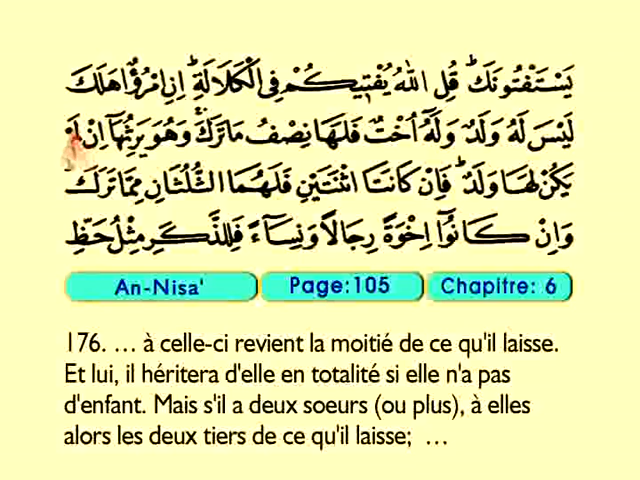 يَسْتَفْتُونَكَ ۗ قُلِ اللّٰهُ يُفْتِيكُمْ فِى الْكَلَالَةِ ۗ اِنِ امْرُؤٌا هَلَكَ
لَيْسَ لَهُ وَلَدٌ وَلَهٗٓ اُخْتٌ فَلَهَا نِصْفُ مَا تَرَكَ ۚ وَهُوَ يَرِثُهَآ اِنْ لَمْ
يَكُنْ لَهَا وَلَدٌ ۗ فَاِنْ كَانَتَا اثْنَتَيْنِ فَلَهُمَا الثُّلُثَانِ مِمَّا تَرَكَ
وَاِنْ كَانُٓوا اِخْوَةً رِجَالًا وَنِسَٓاءً فَلِلذَّكَرِ مِثْلُ حَظِّ
An-Nisa' Page:105 Chapitre: 6
176. … à celle-ci revient la moitié de ce qu'il laisse.
Et lui, il héritera d'elle en totalité si elle n'a pas
d'enfant. Mais s'il a deux soeurs (ou plus), à elles
alors les deux tiers de ce qu'il laisse; …